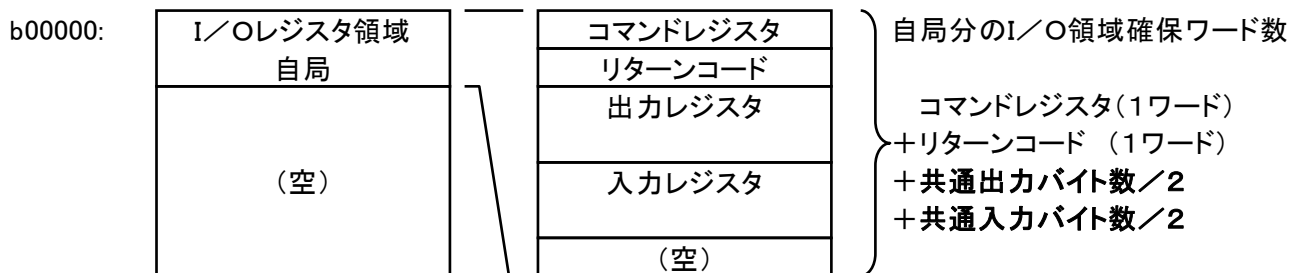 b00000:
I／Oレジスタ領域
自局
（空）
コマンドレジスタ
リターンコード
出力レジスタ
入力レジスタ
（空）
自局分のI／O領域確保ワード数
コマンドレジスタ（１ワード）
＋リターンコード （１ワード）
＋共通出力バイト数／２
＋共通入力バイト数／２